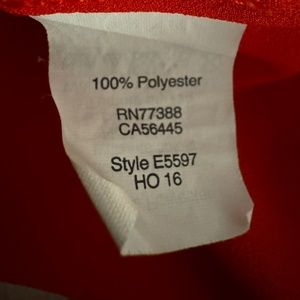 100% Polyester
RN77388
CA56445
Style E5597
HO 16